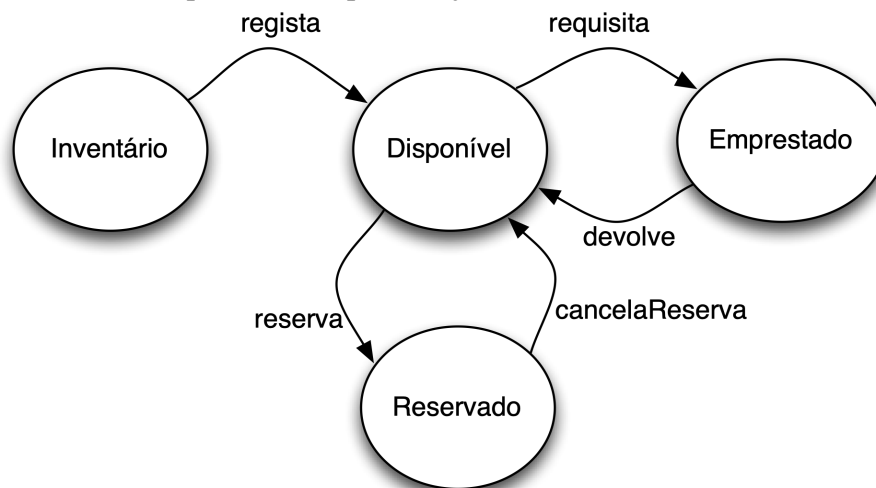 regista
requisita
Inventário
Disponível
Emprestado
devolve
reserva
cancelaReserva
Reservado